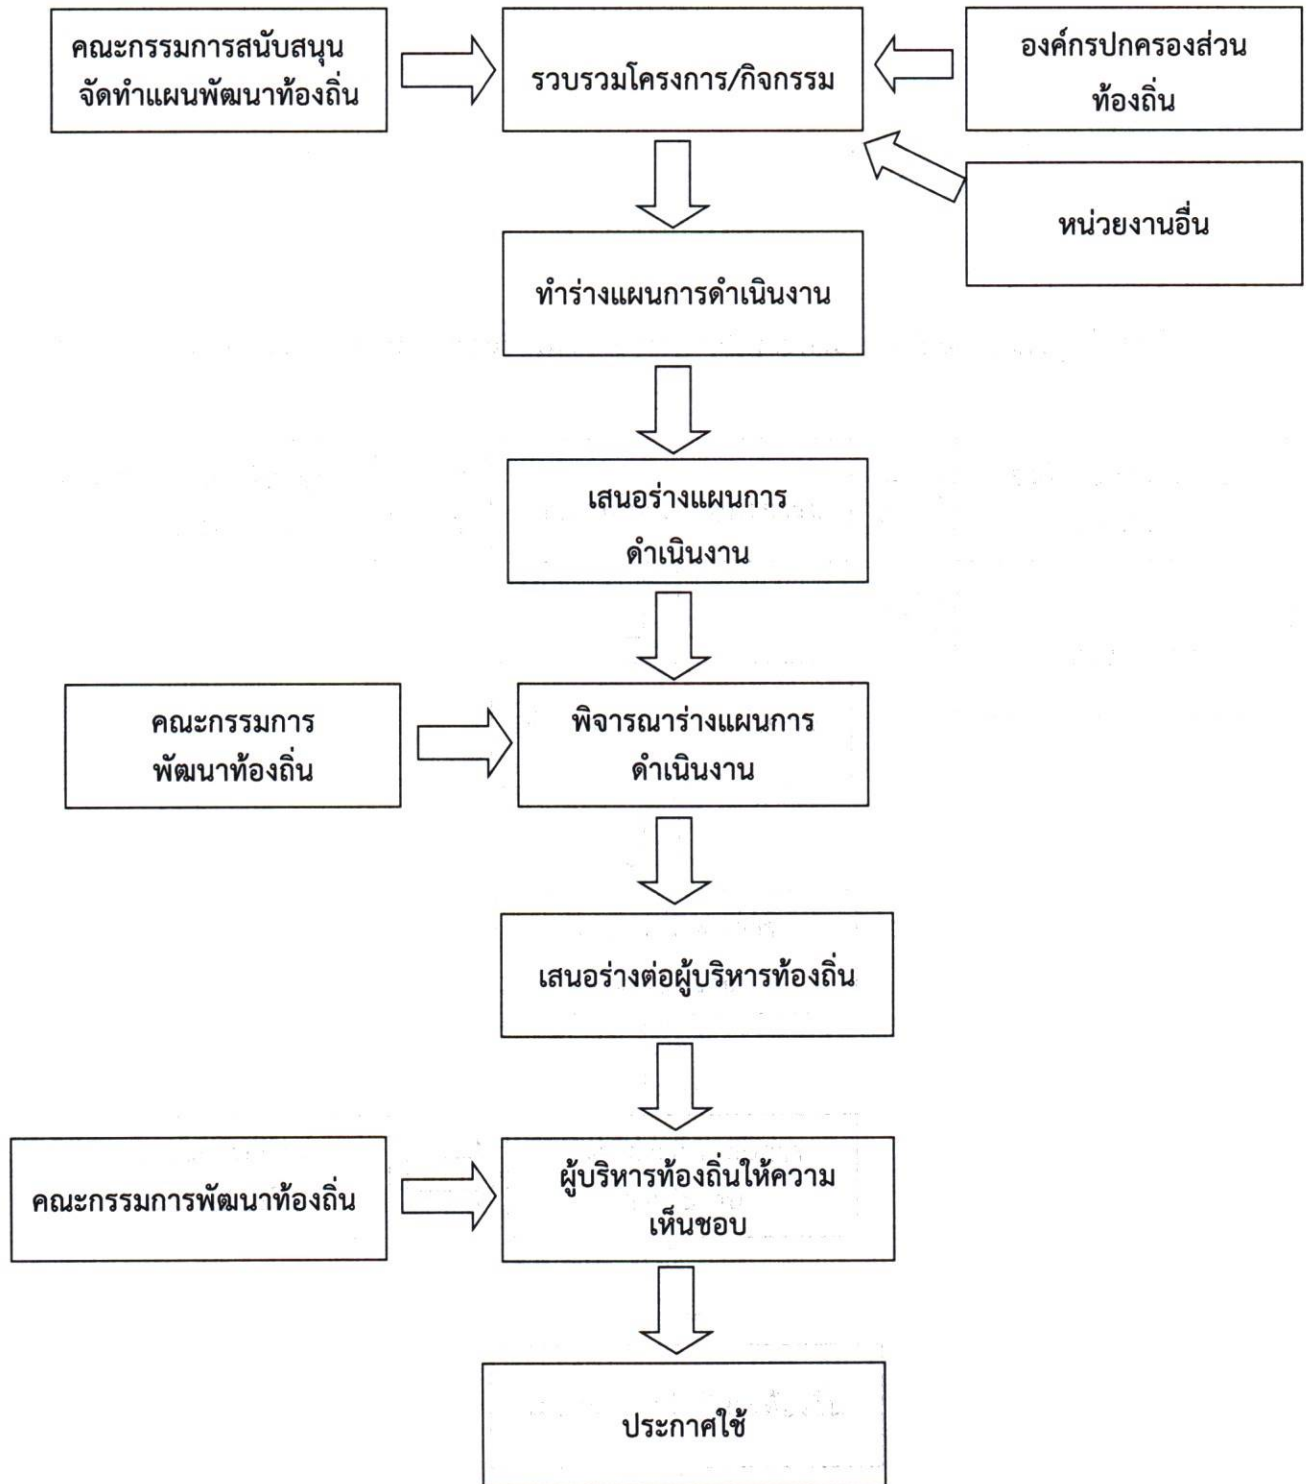 คณะกรรมการสนับสนุน
จัดทำแผนพัฒนาท้องถิ่น
รวบรวมโครงการ/กิจกรรม
องค์กรปกครองส่วน
ท้องถิ่น
หน่วยงานอื่น
ทำร่างแผนการดำเนินงาน
เสนอร่างแผนการ
ดำเนินงาน
คณะกรรมการ
พัฒนาท้องถิ่น
พิจารณาร่างแผนการ
ดำเนินงาน
เสนอร่างต่อผู้บริหารท้องถิ่น
คณะกรรมการพัฒนาท้องถิ่น
ผู้บริหารท้องถิ่นให้ความ
เห็นชอบ
ประกาศใช้